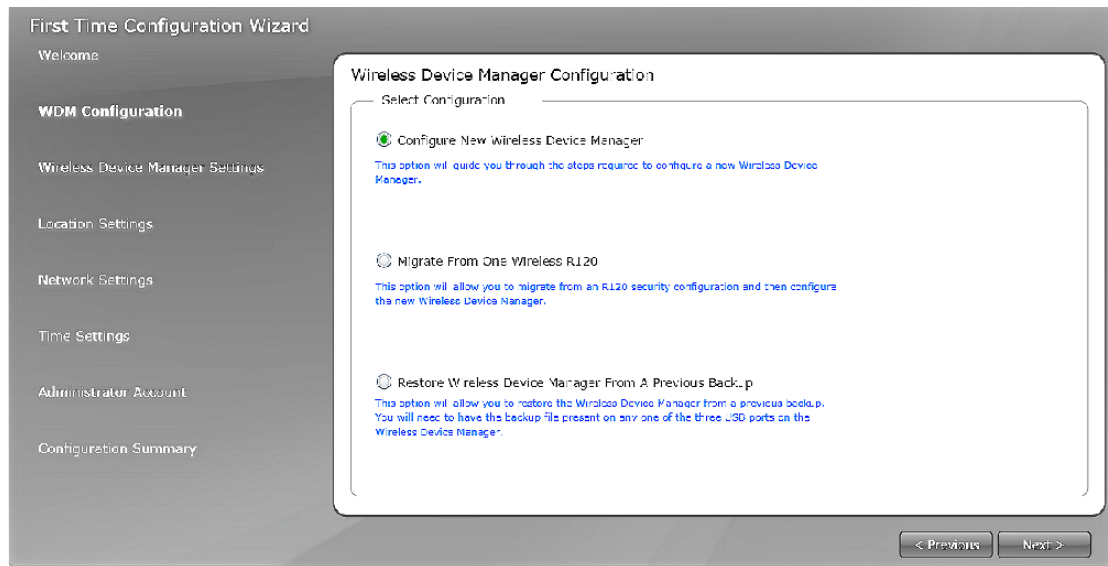 First Time Configuration Wizard
Welcome
WDM Configuration
Wireless Device Manager Settings
Location Settings
Network Settings
Time Settings
Administrator Account
Configuration Summary
Wireless Device Manager Configuration
Select Configuration
Configure New Wireless Device Manager
This option will guide you through the steps required to configure a new Wireless Device
Manager.
Migrate From One Wireless R120
This option will allow you to migrate from an R120 security configuration and then configure
the new Wireless Device Manager.
Restore Wireless Device Manager From A Previous Backup
This option will allow you to restore the Wireless Device Manager from a previous backup.
You will need to have the backup file present on any one of the three USB ports on the
Wireless Device Manager.
< Previous
Next >